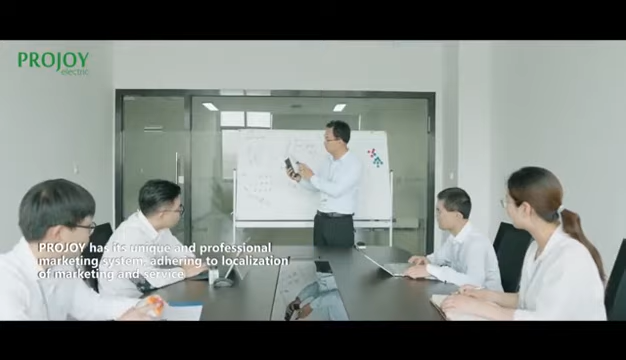 PROJOY
electric
PROJOY has its unique and professional
marketing system, adhering to localization
of marketing and service.